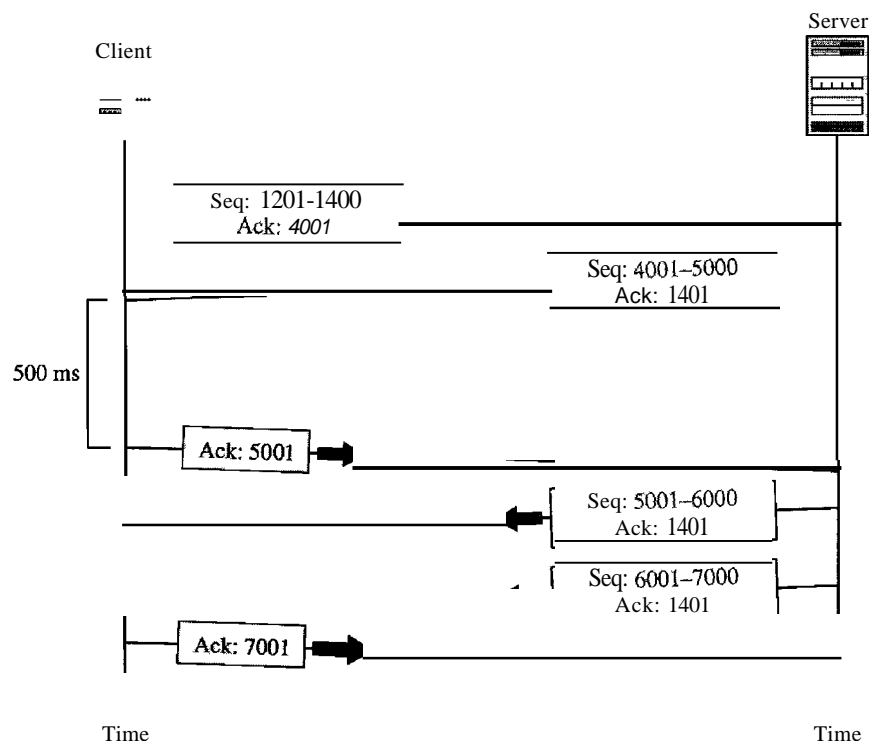 Server
Client
Seq: 1201-1400
Ack: 4001
Seq: 4001–5000
Ack: 1401
500 ms
Ack: 5001
Seq: 5001–6000
Ack: 1401
Seq: 6001–7000
Ack: 1401
Ack: 7001
Time
Time